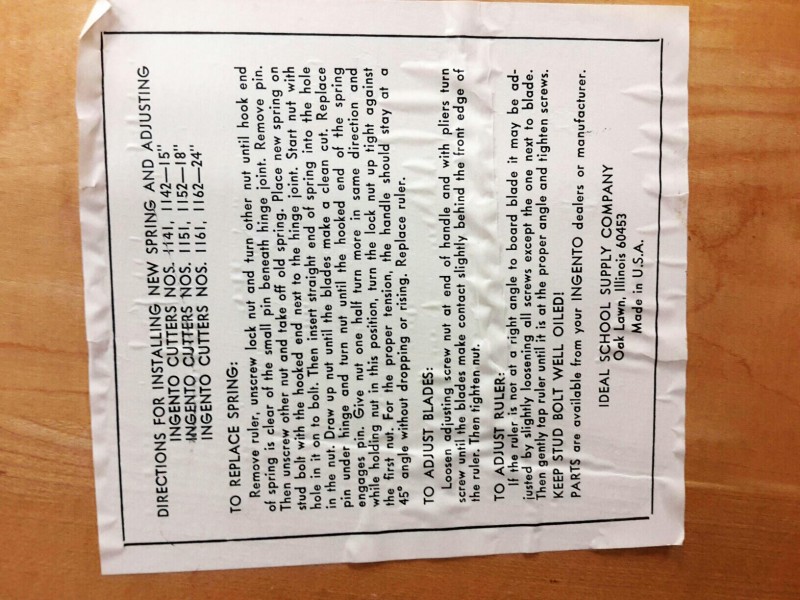 DIRECTIONS FOR INSTALLING NEW SPRING AND ADJUSTING
INGENTO CUTTERS NOS. 1141, 1142—15"
INGENTO CUTTERS NOS. 1151, 1152—18"
INGENTO CUTTERS NOS. 1161, 1162—24"
TO REPLACE SPRING:
Remove ruler, unscrew lock nut and turn other nut until hook end
of spring is clear of the small pin beneath hinge joint. Remove pin.
Then unscrew other nut and take off old spring. Place new spring on
stud bolt with the hooked end next to the hinge joint. Start nut with
hole in it on to bolt. Then insert straight end of spring into the hole
in the nut. Draw up nut until the blades make a clean cut. Replace
pin under hinge and turn nut until the hooked end of the spring
engages pin. Give nut one half turn more in same direction and
while holding nut in this position, turn the lock nut up tight against
the first nut. For the proper tension, the handle should stay at a
45° angle without dropping or rising. Replace ruler.
TO ADJUST BLADES:
Loosen adjusting screw nut at end of handle and with pliers turn
screw until the blades make contact slightly behind the front edge of
the ruler. Then tighten nut.
TO ADJUST RULER:
If the ruler is not at a right angle to board blade it may be ad-
justed by slightly loosening all screws except the one next to blade.
Then gently tap ruler until it is at the proper angle and tighten screws.
KEEP STUD BOLT WELL OILED!
PARTS are available from your INGENTO dealers or manufacturer.
IDEAL SCHOOL SUPPLY COMPANY
Oak Lawn, Illinois 60453
Made in U.S.A.